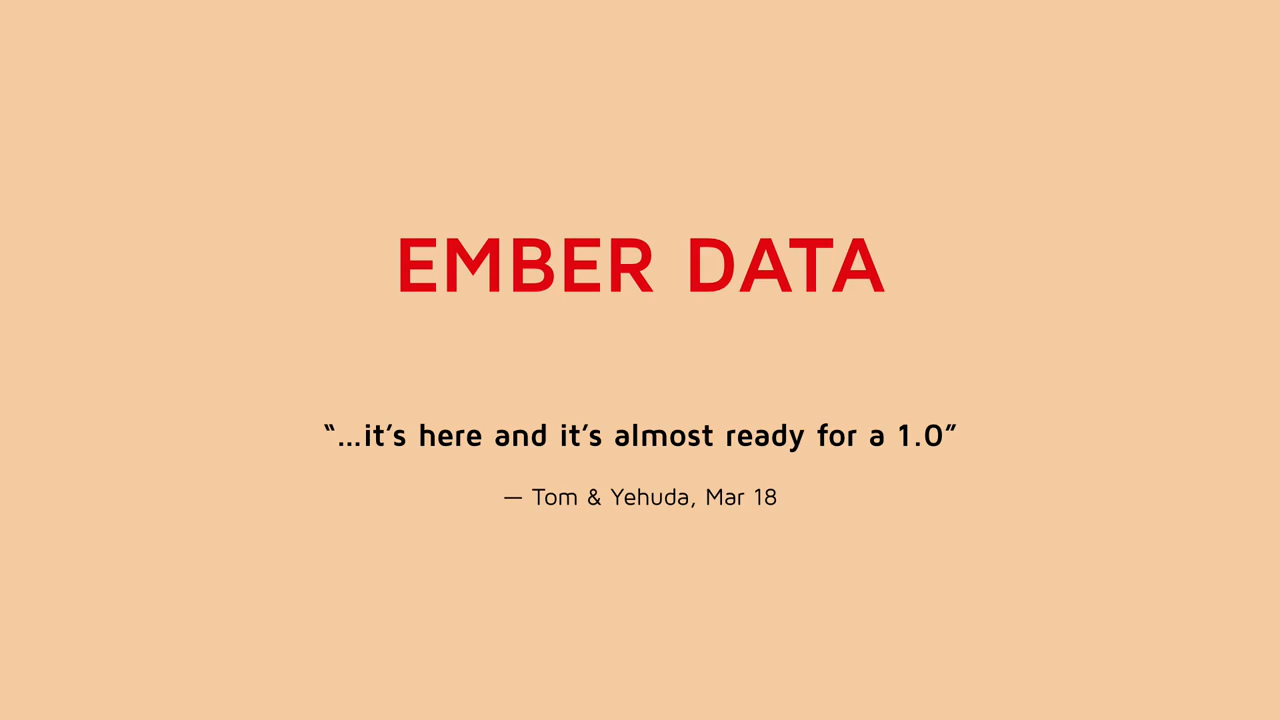 EMBER DATA
“…it’s here and it’s almost ready for a 1.0”
— Tom & Yehuda, Mar 18